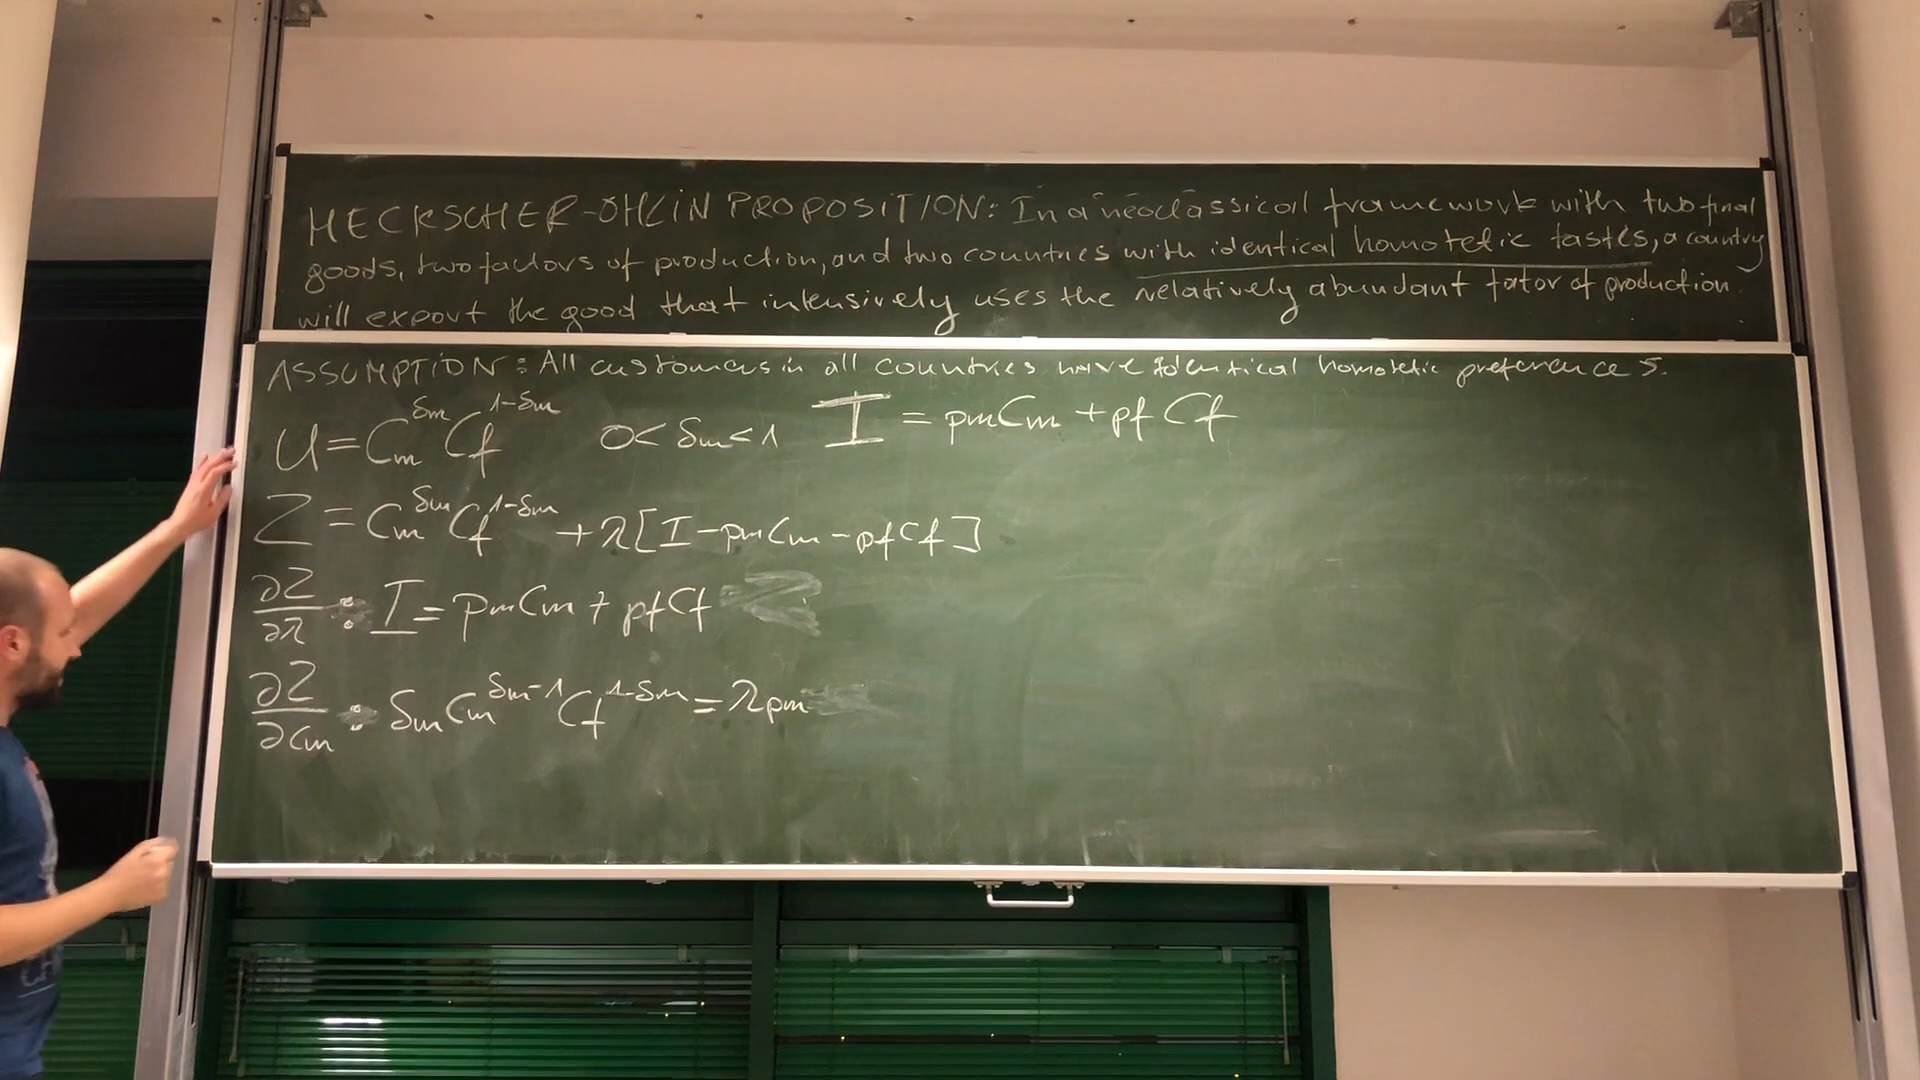 HECKSCHER-OHLIN PROPOSITION: In a neoclassical framework with two final
goods, two factors of production, and two countries with identical homotetic tastes, a country
will export the good that intensively uses the relatively abundant fator of production.
ASSUMPTION: All customers in all countries have identical homotetic preferences.
U = Cm^δm Cf^1-δm 0 < δm < 1 I = pmCm + pfCf
Z = Cm^δm Cf^1-δm + λ[I - pmCm - pfCf]
∂Z/∂λ : I = pmCm + pfCf
∂Z/∂Cm : δm Cm^δm-1 Cf^1-δm = λpm